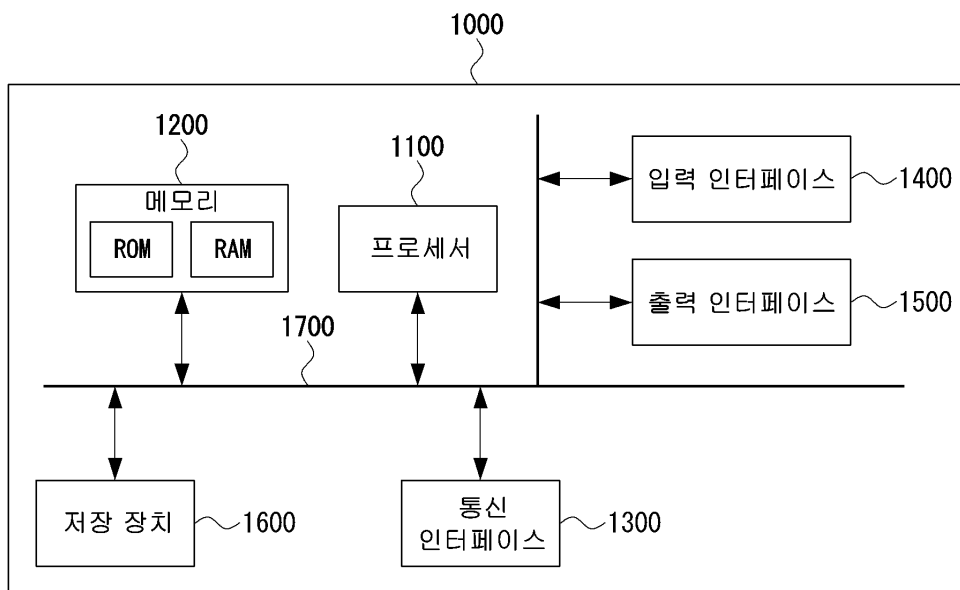 1000
1200
메모리
ROM
RAM
1100
프로세서
입력 인터페이스
1400
출력 인터페이스
1500
1700
저장 장치
1600
통신
인터페이스
1300